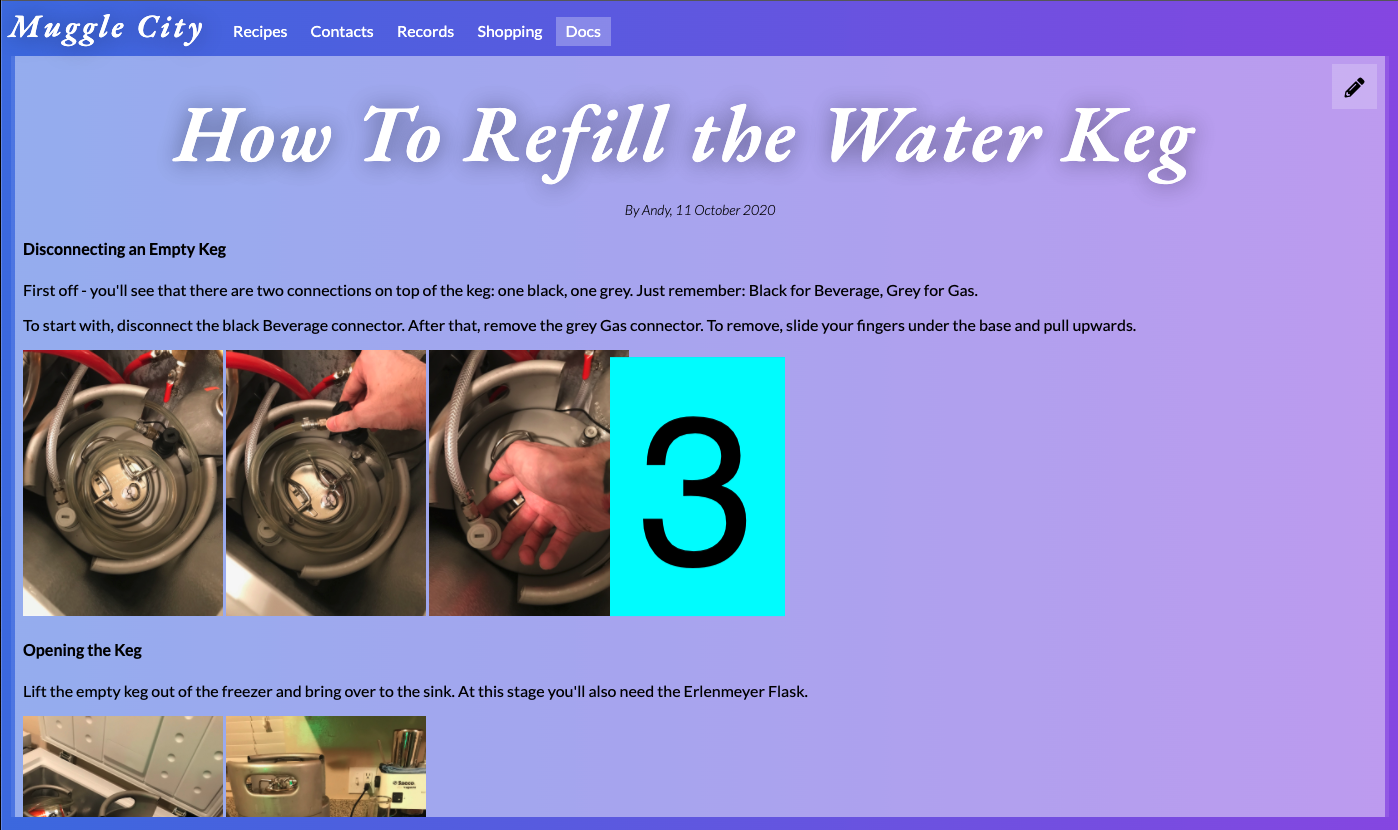 Muggle City
Recipes
Contacts
Records
Shopping
Docs
How To Refill the Water Keg
By Andy, 11 October 2020
Disconnecting an Empty Keg
First off - you'll see that there are two connections on top of the keg: one black, one grey. Just remember: Black for Beverage, Grey for Gas.
To start with, disconnect the black Beverage connector. After that, remove the grey Gas connector. To remove, slide your fingers under the base and pull upwards.
3
Opening the Keg
Lift the empty keg out of the freezer and bring over to the sink. At this stage you'll also need the Erlenmeyer Flask.